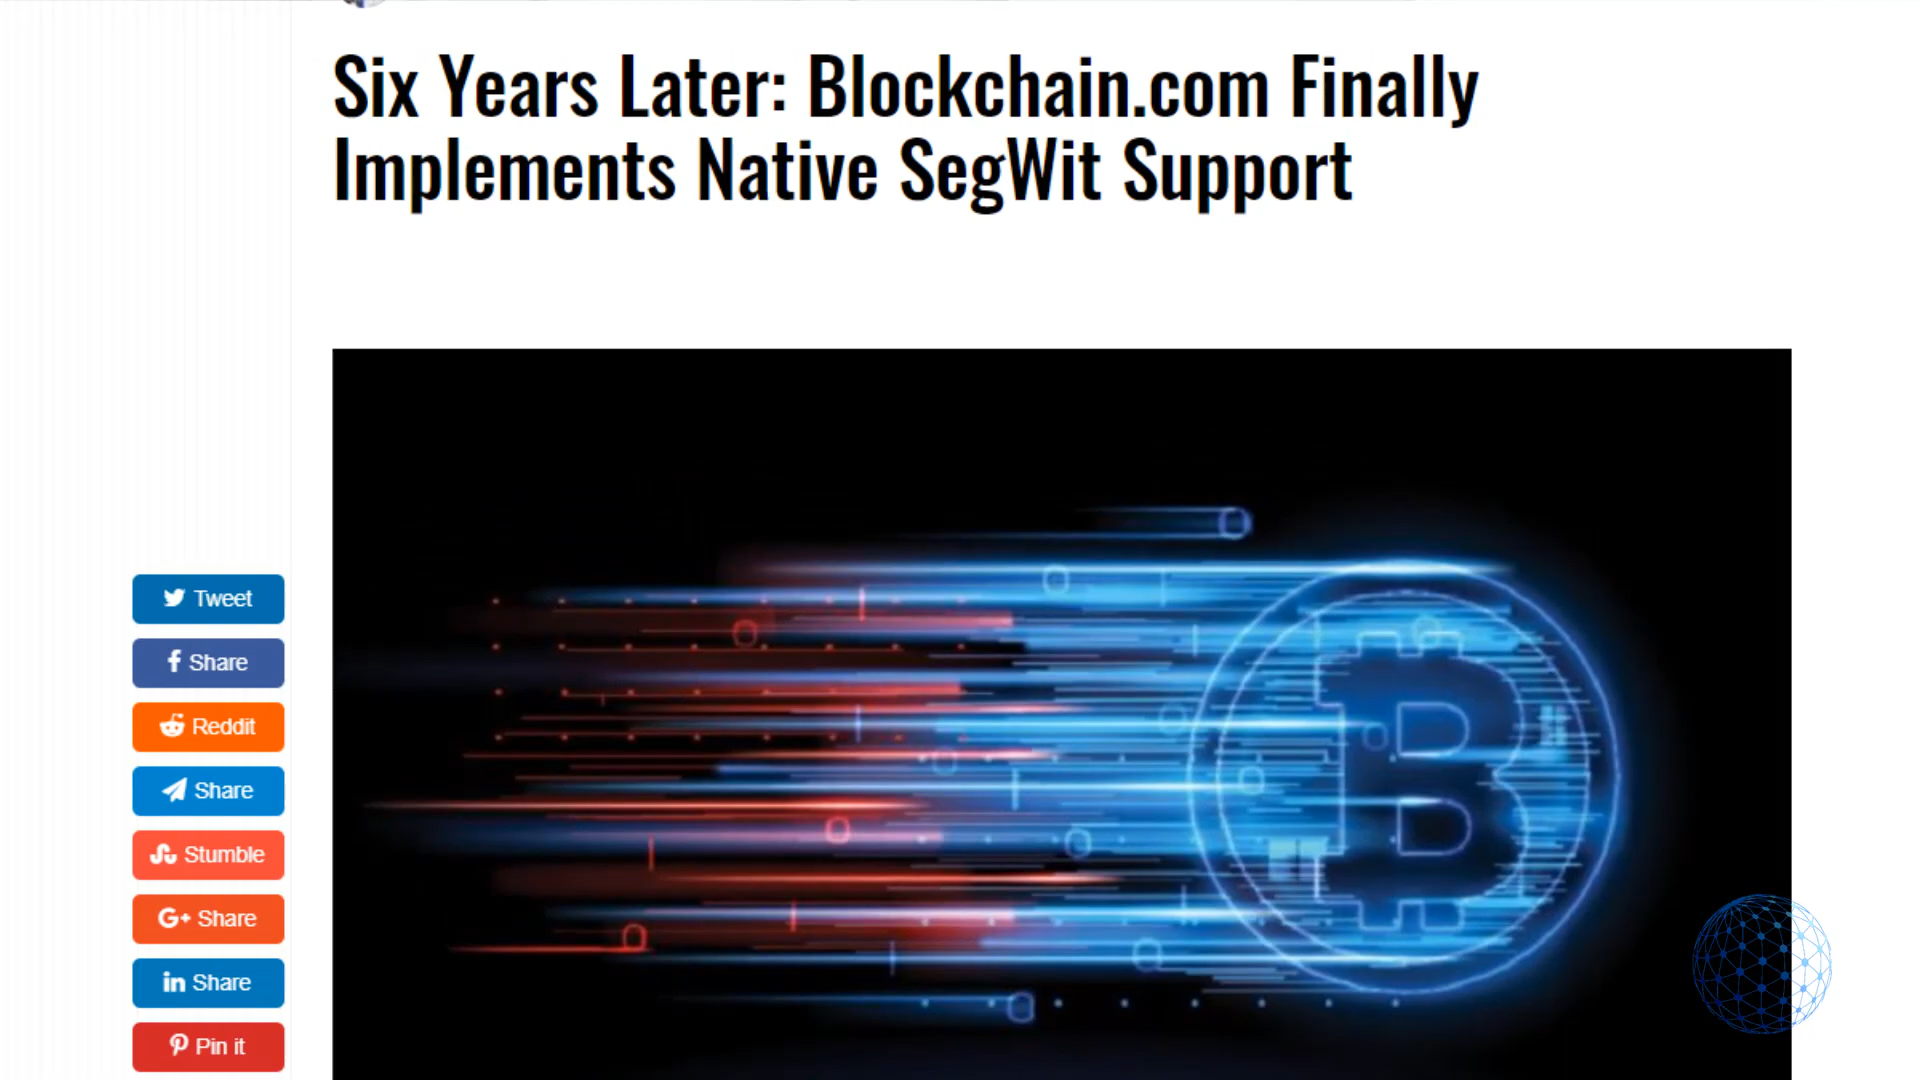 Six Years Later: Blockchain.com Finally
Implements Native SegWit Support
Tweet
Share
Reddit
Share
Stumble
G+ Share
in Share
Pin it